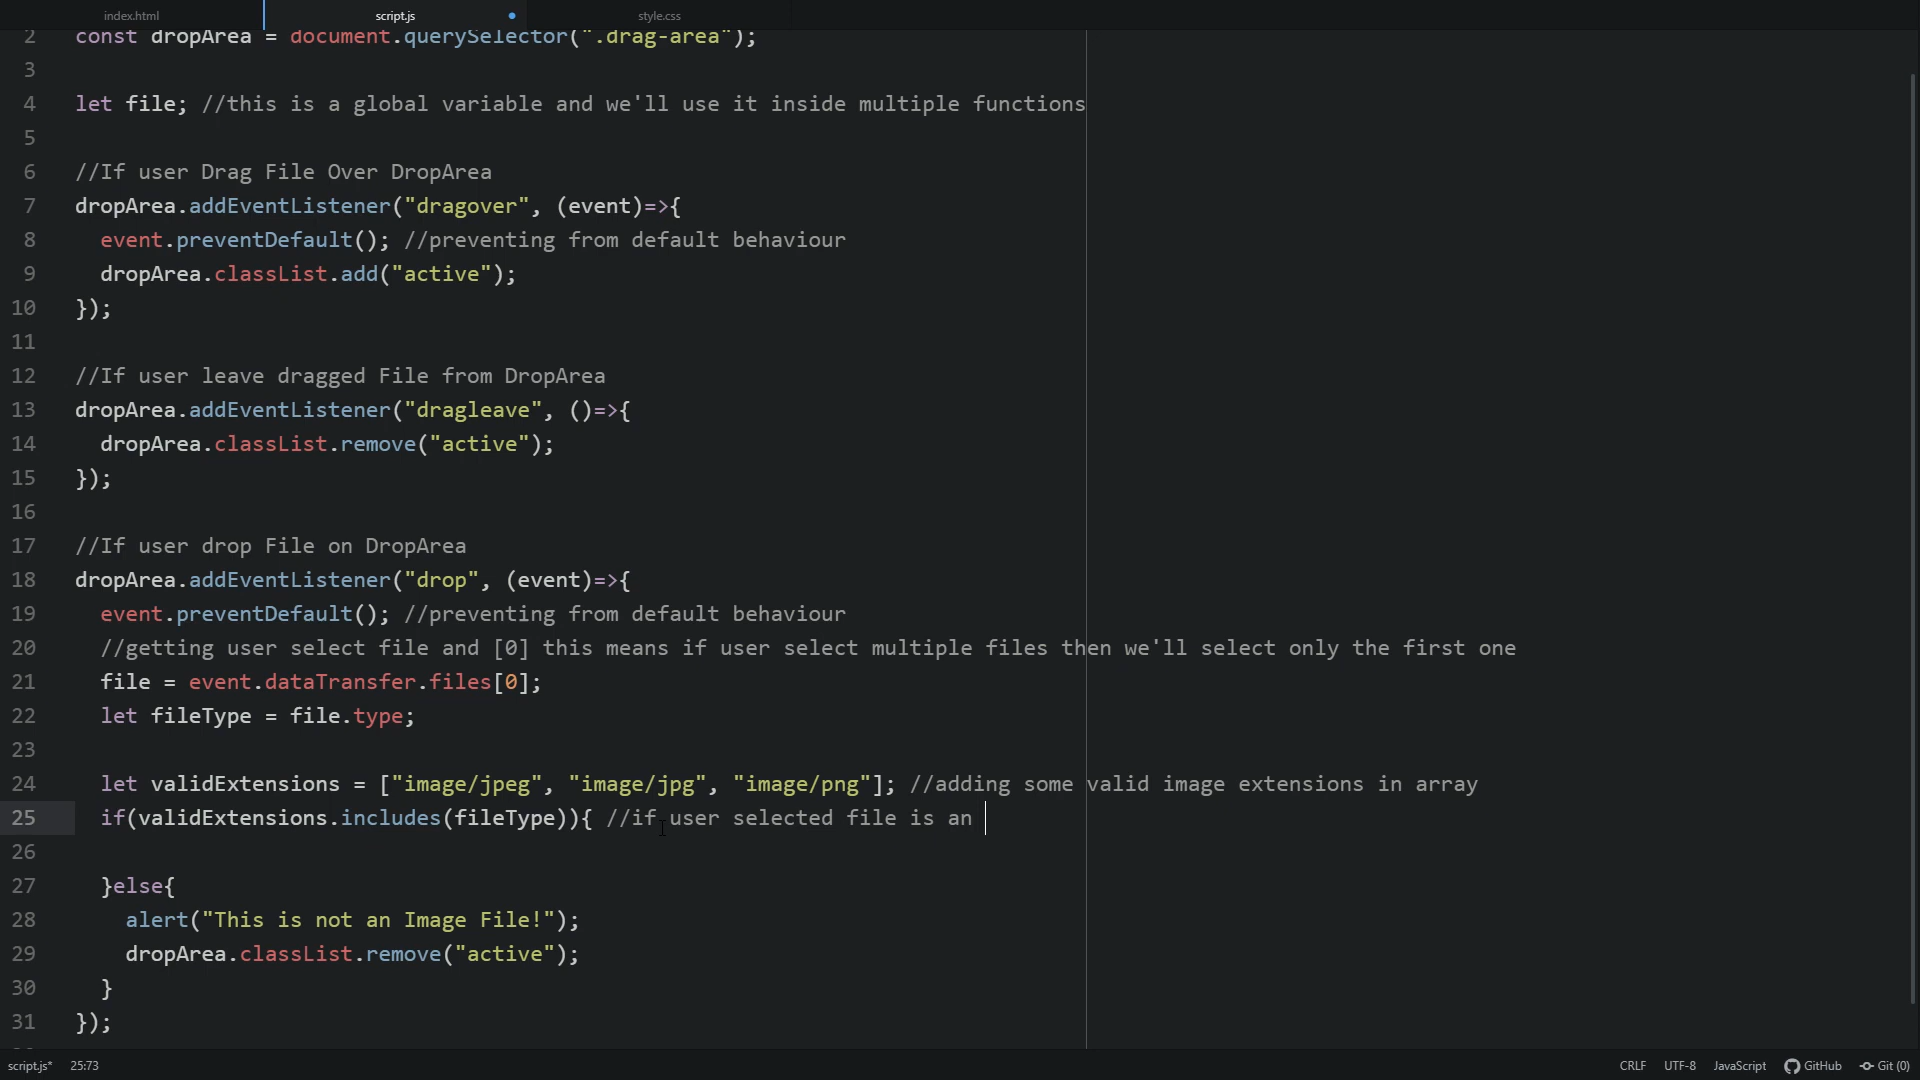 index.html script.js style.css
2 const dropArea = document.querySelector(".drag-area");
3
4 let file; //this is a global variable and we'll use it inside multiple functions
5
6 //If user Drag File Over DropArea
7 dropArea.addEventListener("dragover", (event)=>{
8   event.preventDefault(); //preventing from default behaviour
9   dropArea.classList.add("active");
10 });
11
12 //If user leave dragged File from DropArea
13 dropArea.addEventListener("dragleave", ()=>{
14   dropArea.classList.remove("active");
15 });
16
17 //If user drop File on DropArea
18 dropArea.addEventListener("drop", (event)=>{
19   event.preventDefault(); //preventing from default behaviour
20   //getting user select file and [0] this means if user select multiple files then we'll select only the first one
21   file = event.dataTransfer.files[0];
22   let fileType = file.type;
23
24   let validExtensions = ["image/jpeg", "image/jpg", "image/png"]; //adding some valid image extensions in array
25   if(validExtensions.includes(fileType)){ //if user selected file is an
26
27   }else{
28     alert("This is not an Image File!");
29     dropArea.classList.remove("active");
30   }
31 });
script.js* 25:73 CRLF UTF-8 JavaScript GitHub Git (0)